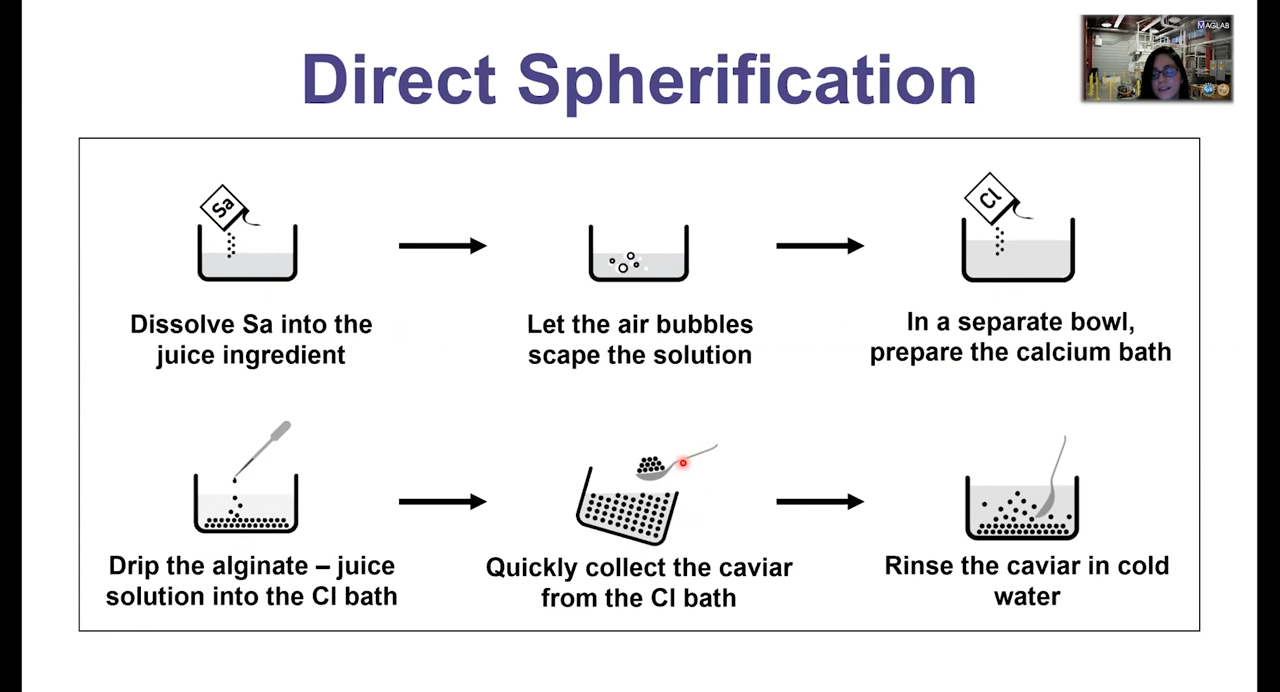 Direct Spherification
MAGLAB
Sa
Cl
Dissolve Sa into the
juice ingredient
Let the air bubbles
scape the solution
In a separate bowl,
prepare the calcium bath
Drip the alginate – juice
solution into the Cl bath
Quickly collect the caviar
from the Cl bath
Rinse the caviar in cold
water